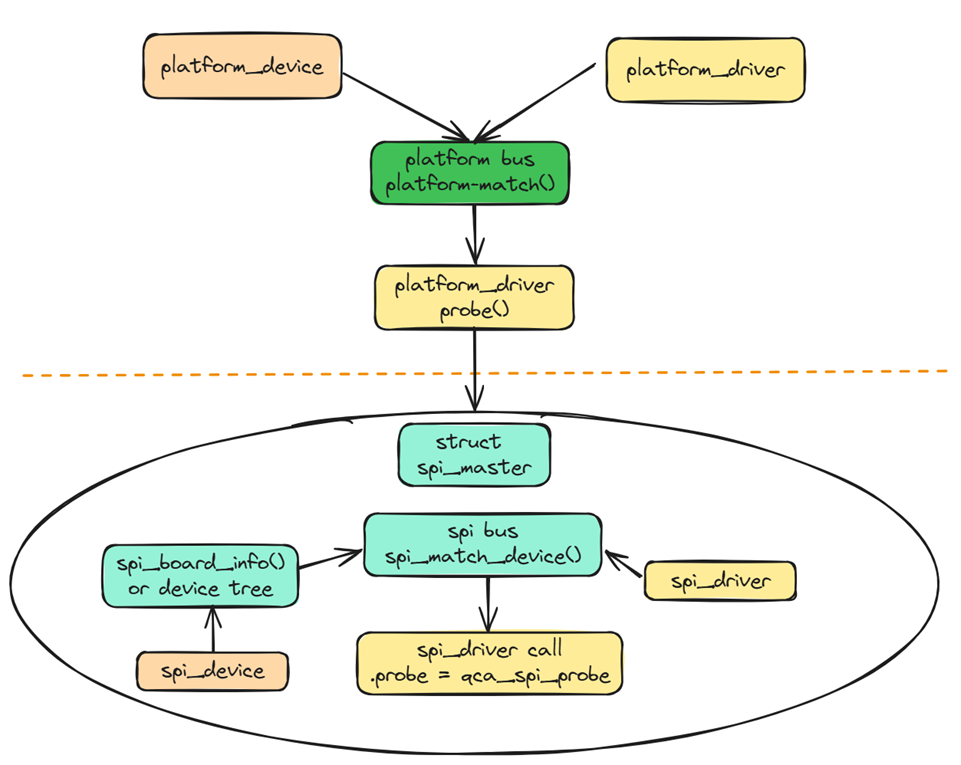 platform_device
platform_driver
platform bus
platform-match()
platform_driver
probe()
struct
spi_master
spi bus
spi_match_device()
spi_board_info()
or device tree
spi_driver
spi_device
spi_driver call
.probe = qca_spi_probe